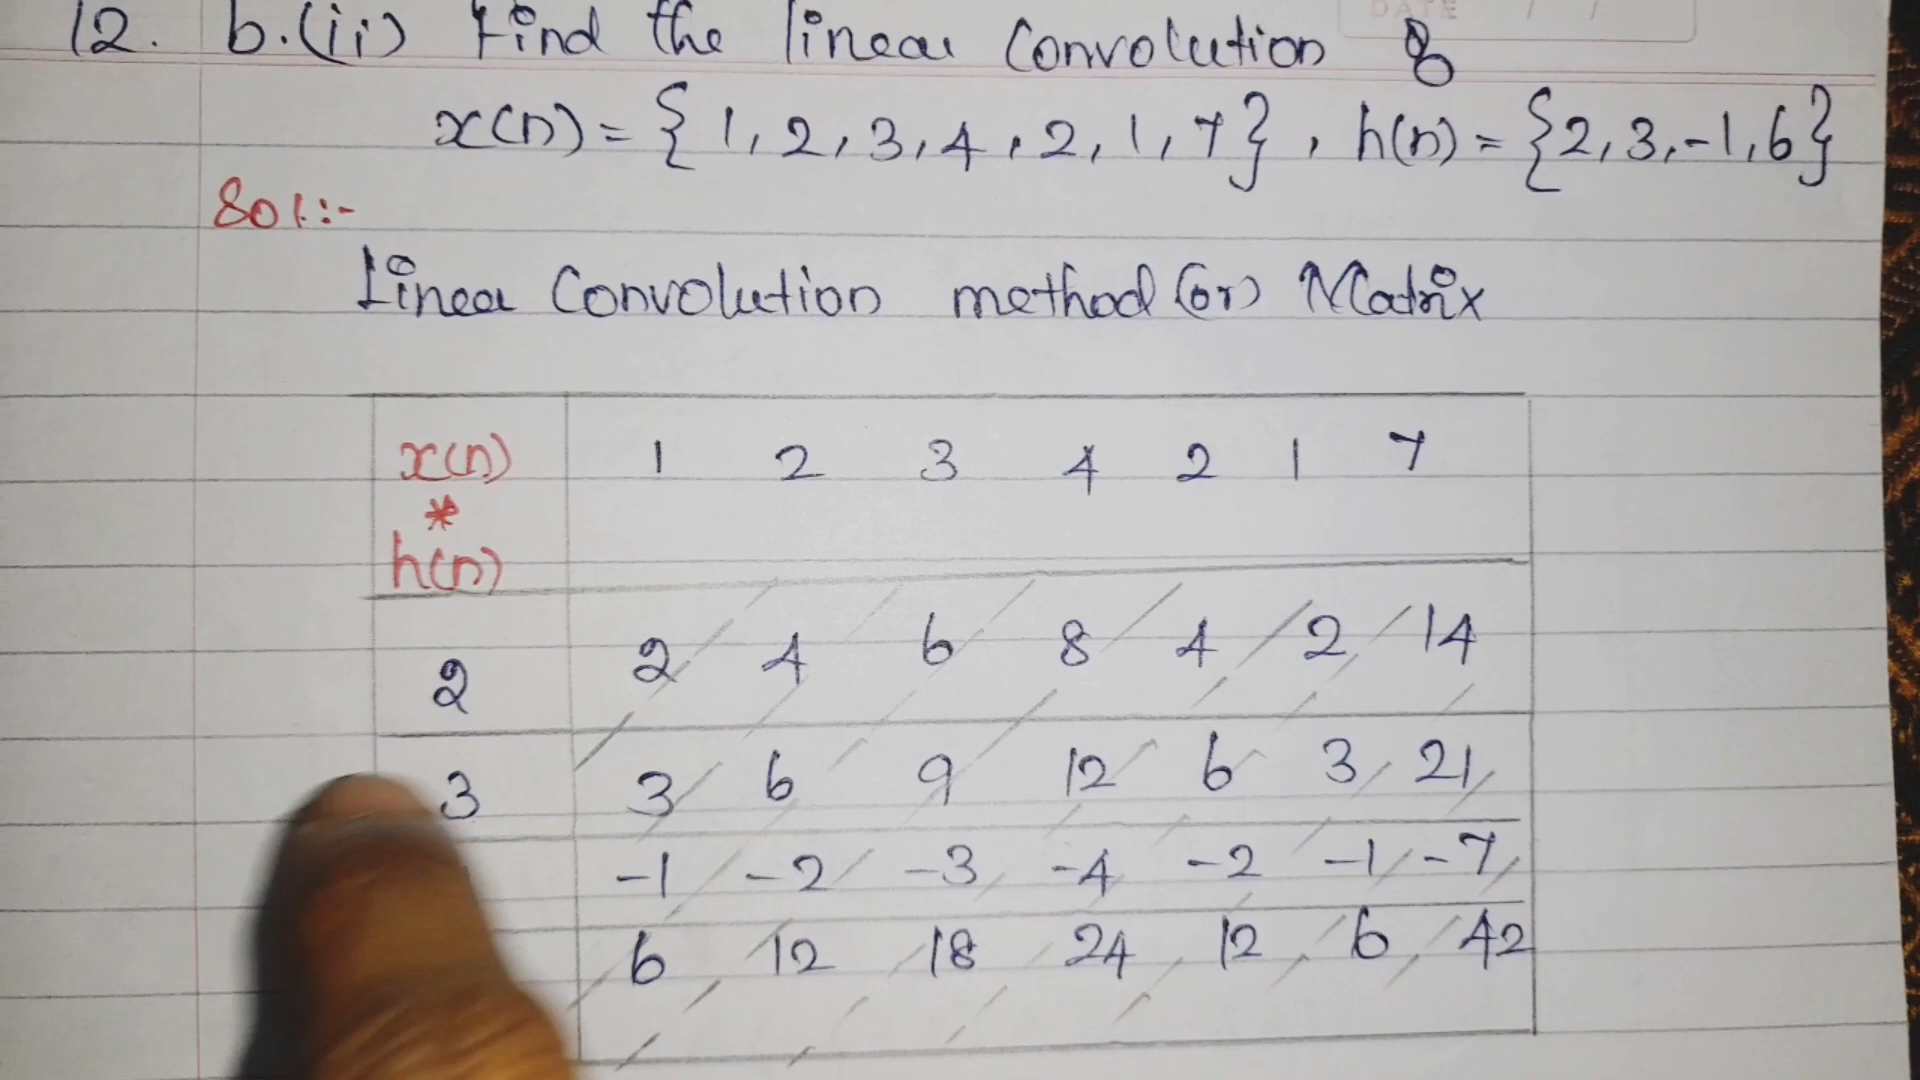 DATE / /
12. b.(ii) Find the linear convolution of
x(n) = {1, 2, 3, 4, 2, 1, 7}, h(n) = {2, 3, -1, 6}
Sol:-
Linear Convolution method (or) Matrix
x(n) 1 2 3 4 2 1 7
*
h(n)
2 2 4 6 8 4 2 14
3 3 6 9 12 6 3 21
-1 -2 -3 -4 -2 -1 -7
6 12 18 24 12 6 42